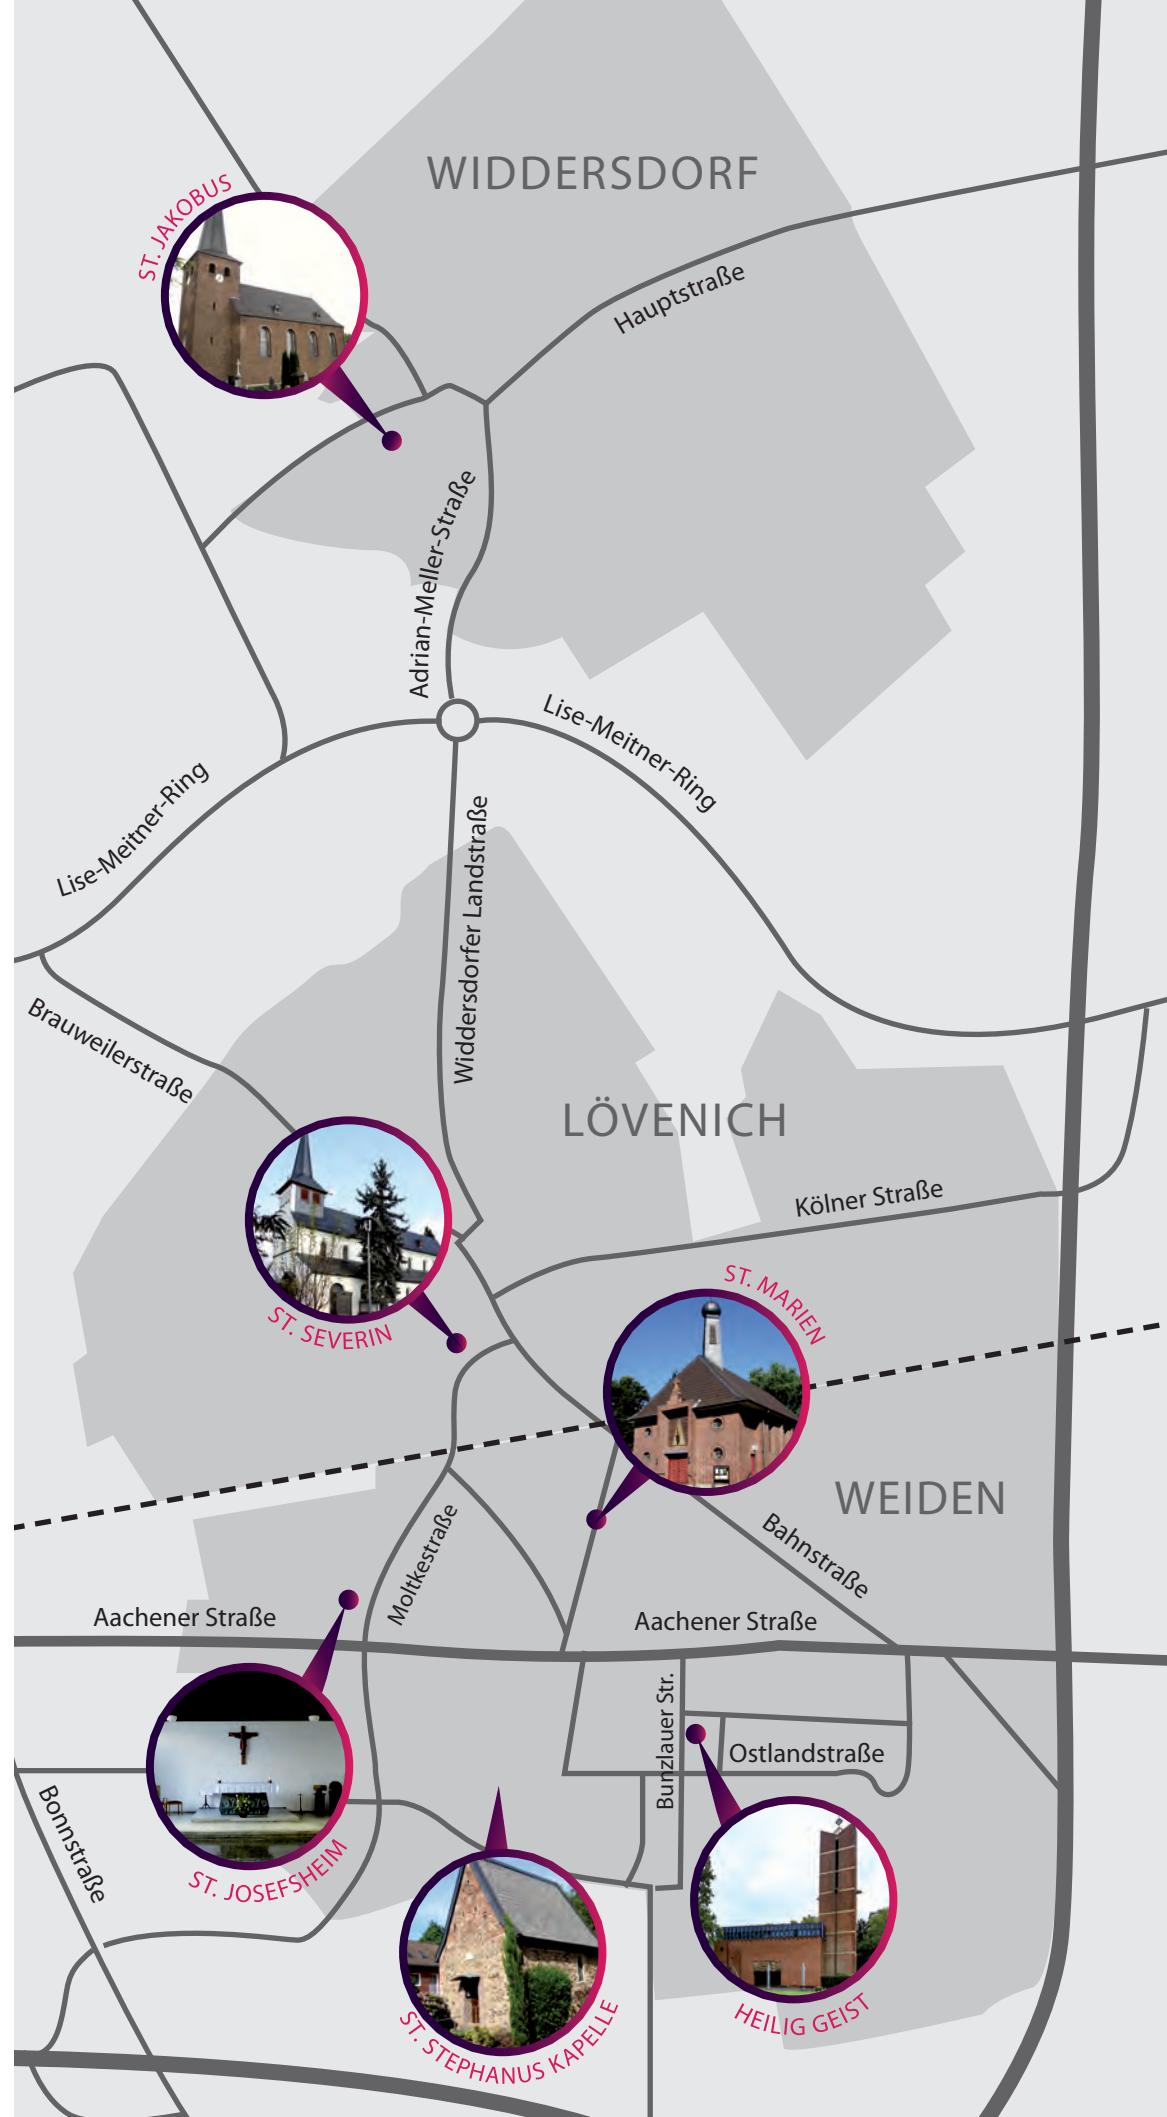 WIDDERSDORF
ST. JAKOBUS
Hauptstraße
Adrian-Meller-Straße
Lise-Meitner-Ring
Lise-Meitner-Ring
Widdersdorfer Landstraße
Brauweilerstraße
LÖVENICH
Kölner Straße
ST. MARIEN
ST. SEVERIN
WEIDEN
Bahnstraße
Moltkestraße
Aachener Straße
Aachener Straße
Bunzlauer Str.
Ostlandstraße
Bonnstraße
ST. JOSEFSHEIM
HEILIG GEIST
ST. STEPHANUS KAPELLE